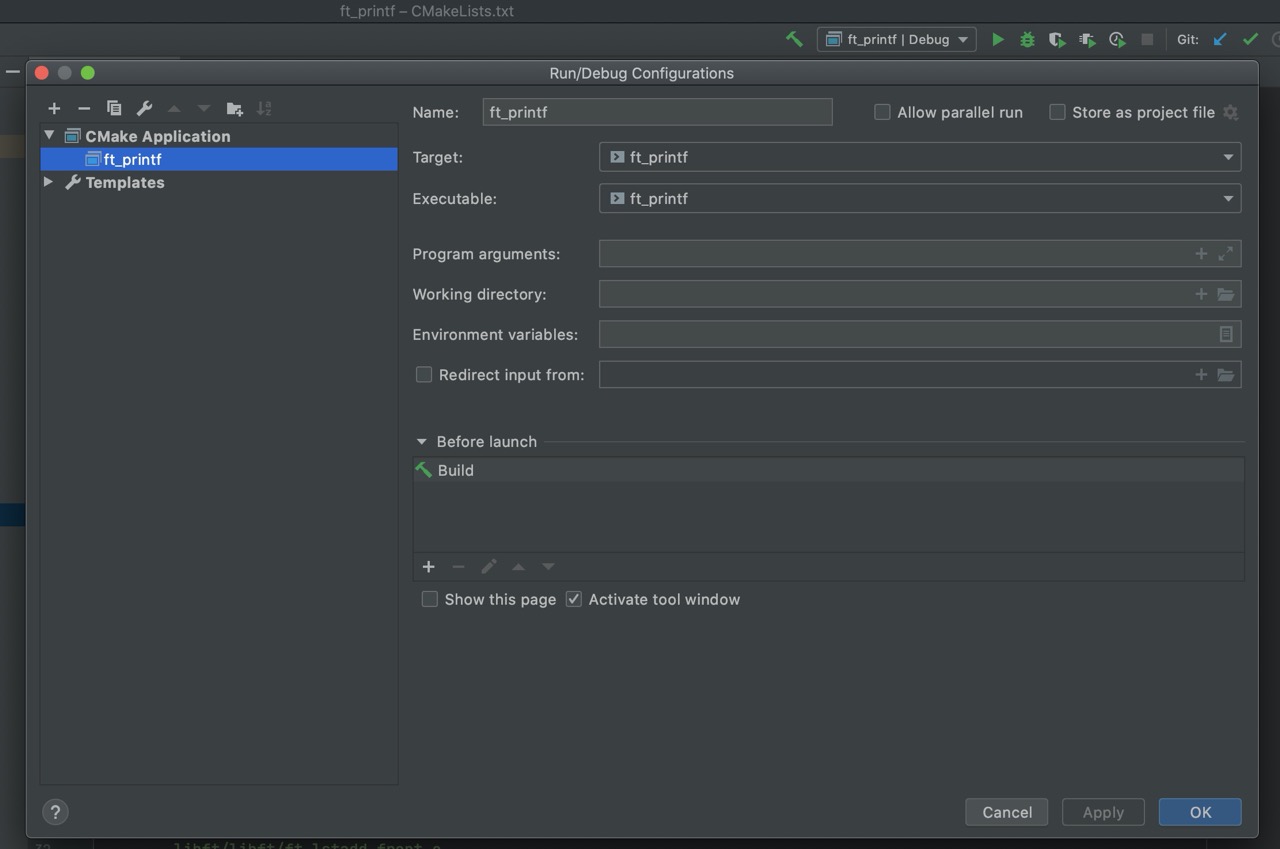 ft_printf – CMakeLists.txt
ft_printf | Debug
Git:
Run/Debug Configurations
Name: ft_printf
Allow parallel run
Store as project file
CMake Application
ft_printf
Templates
Target: ft_printf
Executable: ft_printf
Program arguments:
Working directory:
Environment variables:
Redirect input from:
Before launch
Build
Show this page
Activate tool window
?
Cancel
Apply
OK